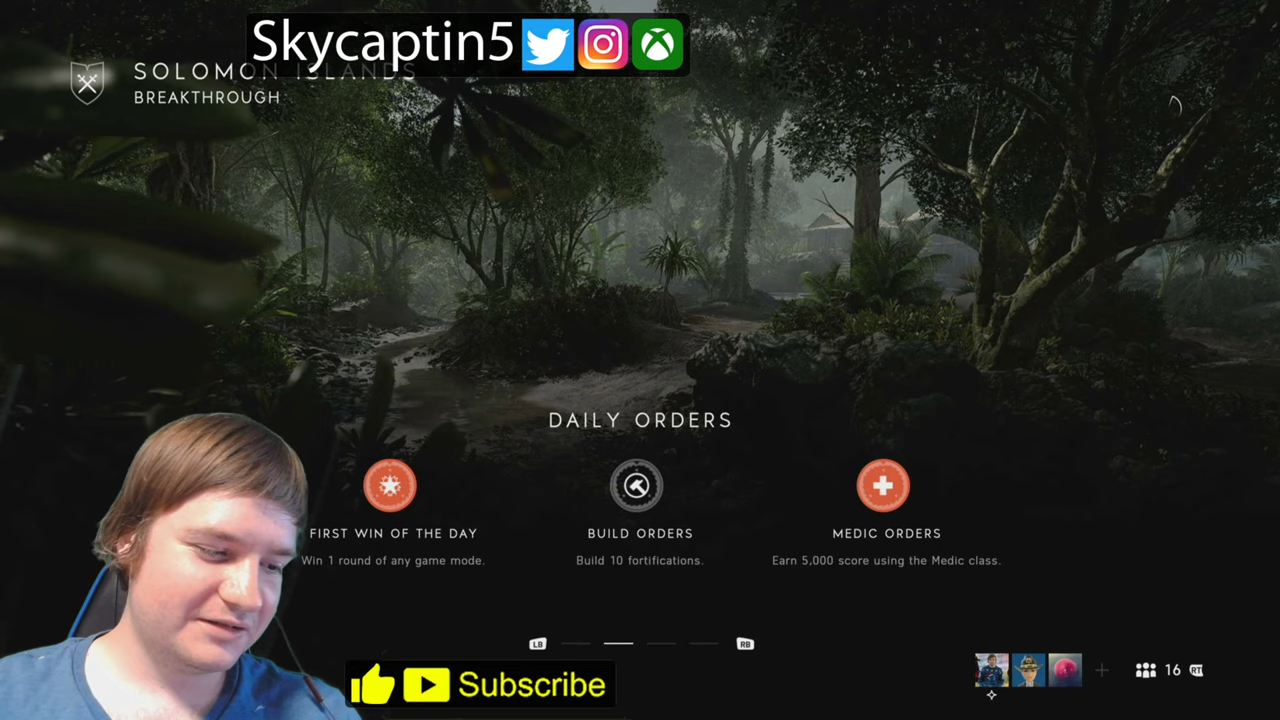 Skycaptin5
SOLOMON ISLANDS
BREAKTHROUGH
DAILY ORDERS
FIRST WIN OF THE DAY
Win 1 round of any game mode.
BUILD ORDERS
Build 10 fortifications.
MEDIC ORDERS
Earn 5,000 score using the Medic class.
LB
RB
Subscribe
16
RT